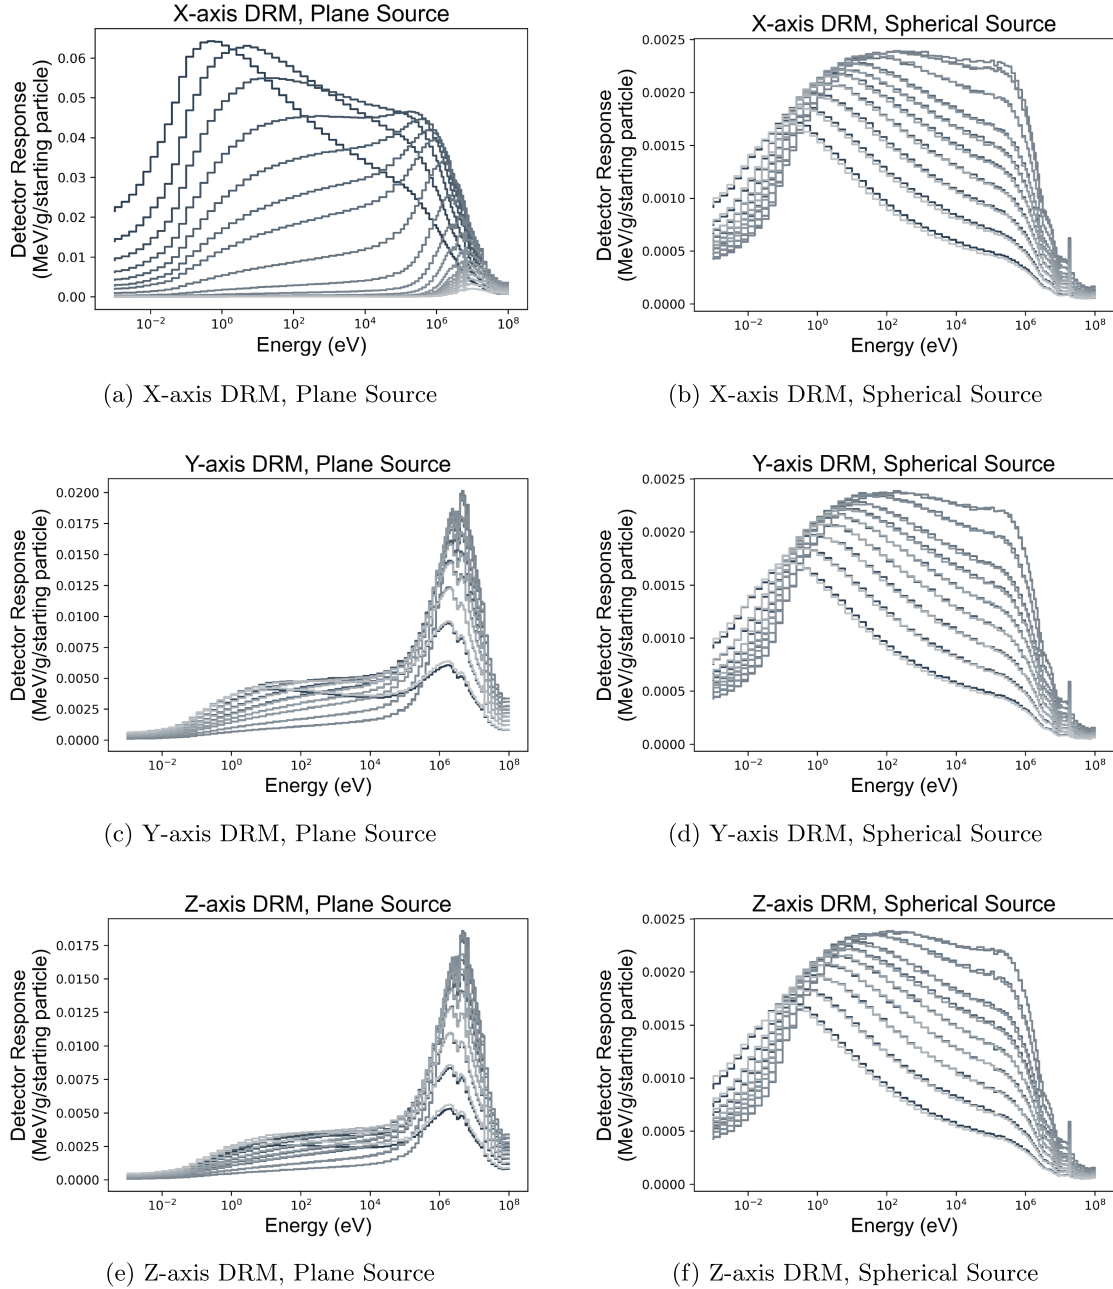 X-axis DRM, Plane Source
Detector Response
(MeV/g/starting particle)
0.06
0.05
0.04
0.03
0.02
0.01
0.00
10⁻²
10⁰
10²
10⁴
10⁶
10⁸
Energy (eV)
(a) X-axis DRM, Plane Source
X-axis DRM, Spherical Source
Detector Response
(MeV/g/starting particle)
0.0025
0.0020
0.0015
0.0010
0.0005
0.0000
10⁻²
10⁰
10²
10⁴
10⁶
10⁸
Energy (eV)
(b) X-axis DRM, Spherical Source
Y-axis DRM, Plane Source
Detector Response
(MeV/g/starting particle)
0.0200
0.0175
0.0150
0.0125
0.0100
0.0075
0.0050
0.0025
0.0000
10⁻²
10⁰
10²
10⁴
10⁶
10⁸
Energy (eV)
(c) Y-axis DRM, Plane Source
Y-axis DRM, Spherical Source
Detector Response
(MeV/g/starting particle)
0.0025
0.0020
0.0015
0.0010
0.0005
0.0000
10⁻²
10⁰
10²
10⁴
10⁶
10⁸
Energy (eV)
(d) Y-axis DRM, Spherical Source
Z-axis DRM, Plane Source
Detector Response
(MeV/g/starting particle)
0.0175
0.0150
0.0125
0.0100
0.0075
0.0050
0.0025
0.0000
10⁻²
10⁰
10²
10⁴
10⁶
10⁸
Energy (eV)
(e) Z-axis DRM, Plane Source
Z-axis DRM, Spherical Source
Detector Response
(MeV/g/starting particle)
0.0025
0.0020
0.0015
0.0010
0.0005
0.0000
10⁻²
10⁰
10²
10⁴
10⁶
10⁸
Energy (eV)
(f) Z-axis DRM, Spherical Source